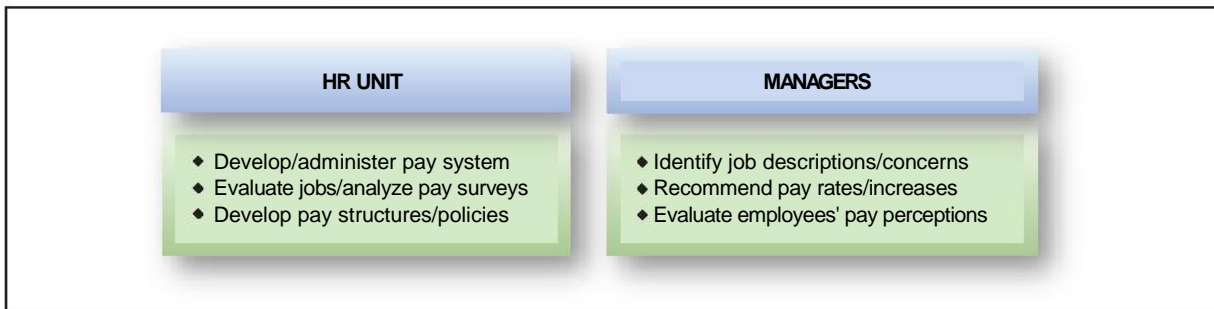 HR UNIT
◆ Develop/administer pay system
◆ Evaluate jobs/analyze pay surveys
◆ Develop pay structures/policies
MANAGERS
◆ Identify job descriptions/concerns
◆ Recommend pay rates/increases
◆ Evaluate employees' pay perceptions